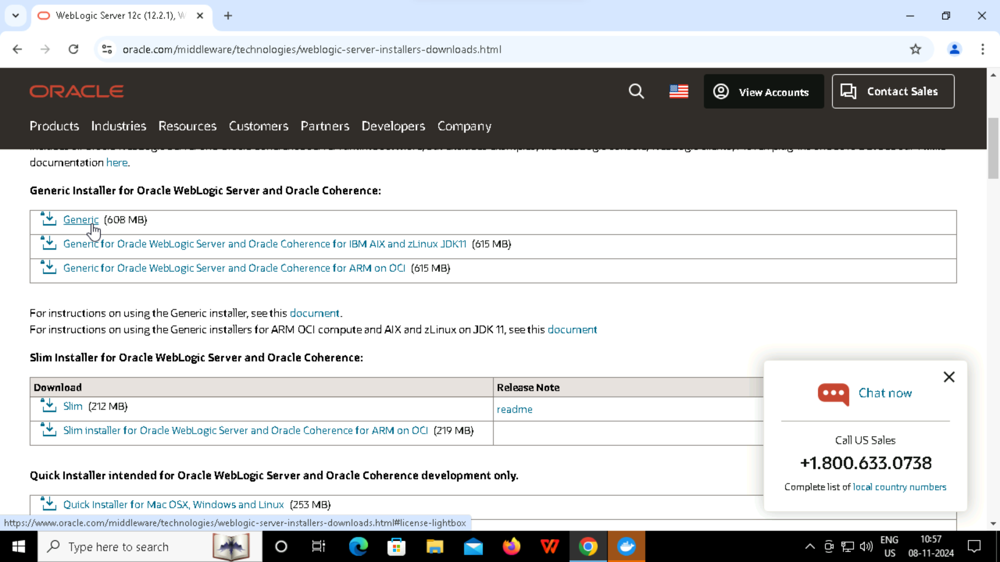 WebLogic Server 12c (12.2.1), W
oracle.com/middleware/technologies/weblogic-server-installers-downloads.html
ORACLE
View Accounts
Contact Sales
Products Industries Resources Customers Partners Developers Company
documentation here.
Generic Installer for Oracle WebLogic Server and Oracle Coherence:
Generic (608 MB)
Generic for Oracle WebLogic Server and Oracle Coherence for IBM AIX and zLinux JDK11 (615 MB)
Generic for Oracle WebLogic Server and Oracle Coherence for ARM on OCI (615 MB)
For instructions on using the Generic installer, see this document.
For instructions on using the Generic installers for ARM OCI compute and AIX and zLinux on JDK 11, see this document
Slim Installer for Oracle WebLogic Server and Oracle Coherence:
Download Release Note
Slim (212 MB) readme
Slim installer for Oracle WebLogic Server and Oracle Coherence for ARM on OCI (219 MB)
Quick Installer intended for Oracle WebLogic Server and Oracle Coherence development only.
Quick Installer for Mac OSX, Windows and Linux (253 MB)
Chat now
Call US Sales
+1.800.633.0738
Complete list of local country numbers
https://www.oracle.com/middleware/technologies/weblogic-server-installers-downloads.html#license-lightbox
Type here to search
ENG
US
10:57
08-11-2024